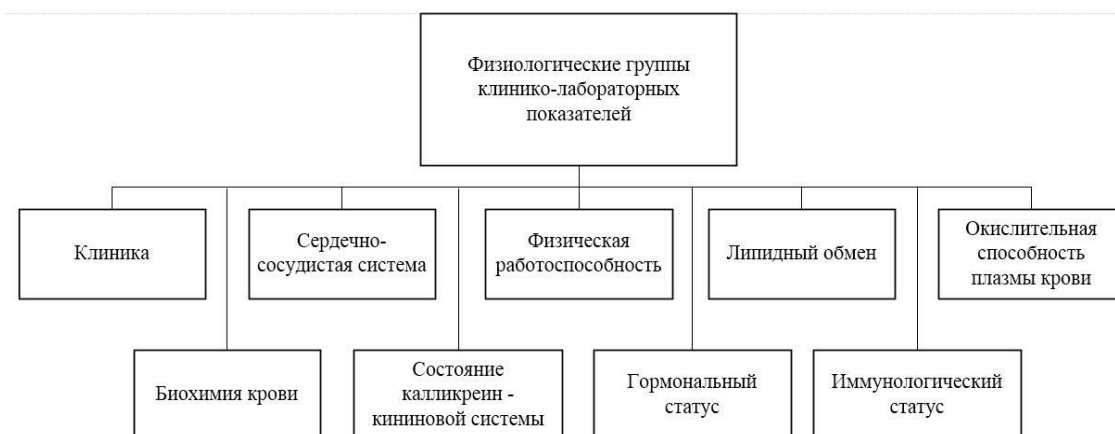 Физиологические группы
клинико-лабораторных
показателей
Клиника
Сердечно-
сосудистая система
Физическая
работоспособность
Липидный обмен
Окислительная
способность
плазмы крови
Биохимия крови
Состояние
калликреин -
кининовой системы
Гормональный
статус
Иммунологический
статус